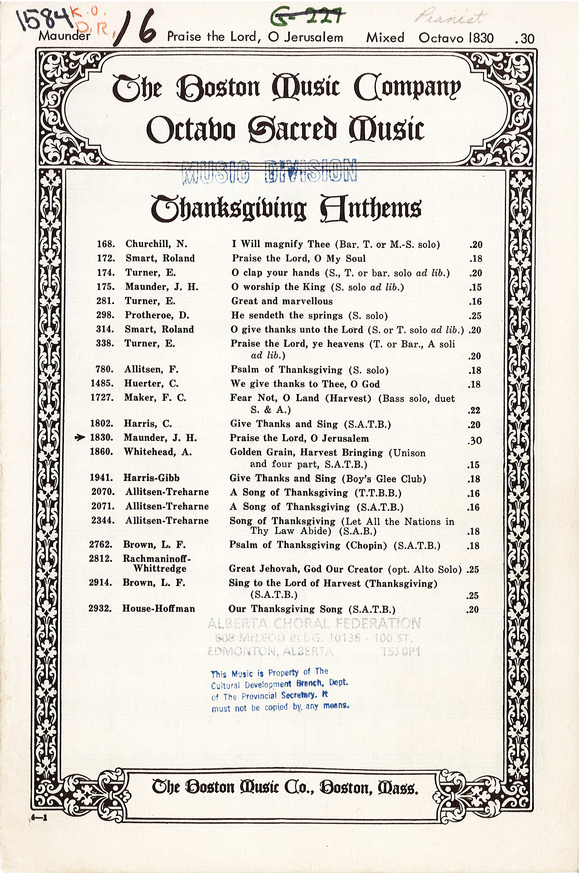 1584 K.O. G-229 Pianist
D.R. 16
Maunder Praise the Lord, O Jerusalem Mixed Octavo 1830 .30
The Boston Music Company
Octavo Sacred Music
MUSIC DIVISION
Thanksgiving Anthems
168. Churchill, N. I Will magnify Thee (Bar. T. or M.-S. solo) .20
172. Smart, Roland Praise the Lord, O My Soul .18
174. Turner, E. O clap your hands (S., T. or bar. solo ad lib.) .20
175. Maunder, J. H. O worship the King (S. solo ad lib.) .15
281. Turner, E. Great and marvellous .16
298. Protheroe, D. He sendeth the springs (S. solo) .25
314. Smart, Roland O give thanks unto the Lord (S. or T. solo ad lib.) .20
338. Turner, E. Praise the Lord, ye heavens (T. or Bar., A soli
ad lib.) .20
780. Allitsen, F. Psalm of Thanksgiving (S. solo) .18
1485. Huerter, C. We give thanks to Thee, O God .18
1727. Maker, F. C. Fear Not, O Land (Harvest) (Bass solo, duet
S. & A.) .22
1802. Harris, C. Give Thanks and Sing (S.A.T.B.) .20
➔ 1830. Maunder, J. H. Praise the Lord, O Jerusalem .30
1860. Whitehead, A. Golden Grain, Harvest Bringing (Unison
and four part, S.A.T.B.) .15
1941. Harris-Gibb Give Thanks and Sing (Boy's Glee Club) .18
2070. Allitsen-Treharne A Song of Thanksgiving (T.T.B.B.) .16
2071. Allitsen-Treharne A Song of Thanksgiving (S.A.T.B.) .16
2344. Allitsen-Treharne Song of Thanksgiving (Let All the Nations in
Thy Law Abide) (S.A.B.) .18
2762. Brown, L. F. Psalm of Thanksgiving (Chopin) (S.A.T.B.) .18
2812. Rachmaninoff-
Whittredge Great Jehovah, God Our Creator (opt. Alto Solo) .25
2914. Brown, L. F. Sing to the Lord of Harvest (Thanksgiving)
(S.A.T.B.) .25
2932. House-Hoffman Our Thanksgiving Song (S.A.T.B.) .20
ALBERTA CHORAL FEDERATION
608 McLEOD BLDG. 10136 - 100 ST.
EDMONTON, ALBERTA T5J 0P1
This Music is Property of The
Cultural Development Branch, Dept.
of The Provincial Secretary. It
must not be copied by any means.
The Boston Music Co., Boston, Mass.
4-1